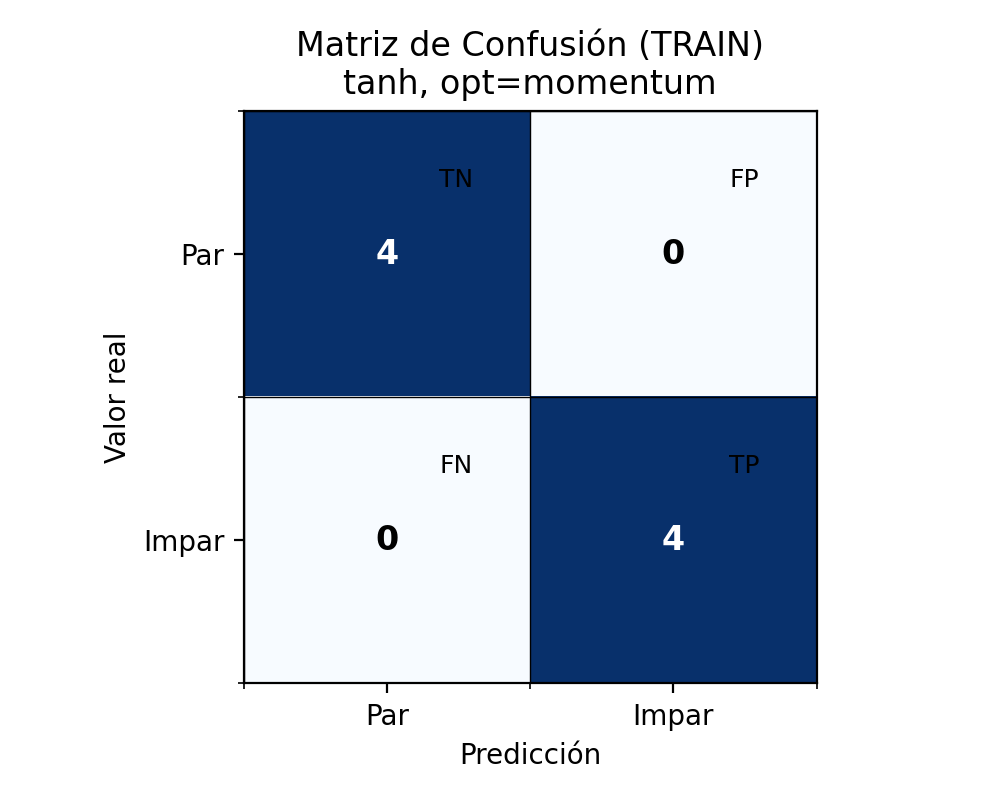 Matriz de Confusión (TRAIN)
tanh, opt=momentum
TN
FP
Par
4
0
Valor real
FN
TP
Impar
0
4
Par
Impar
Predicción